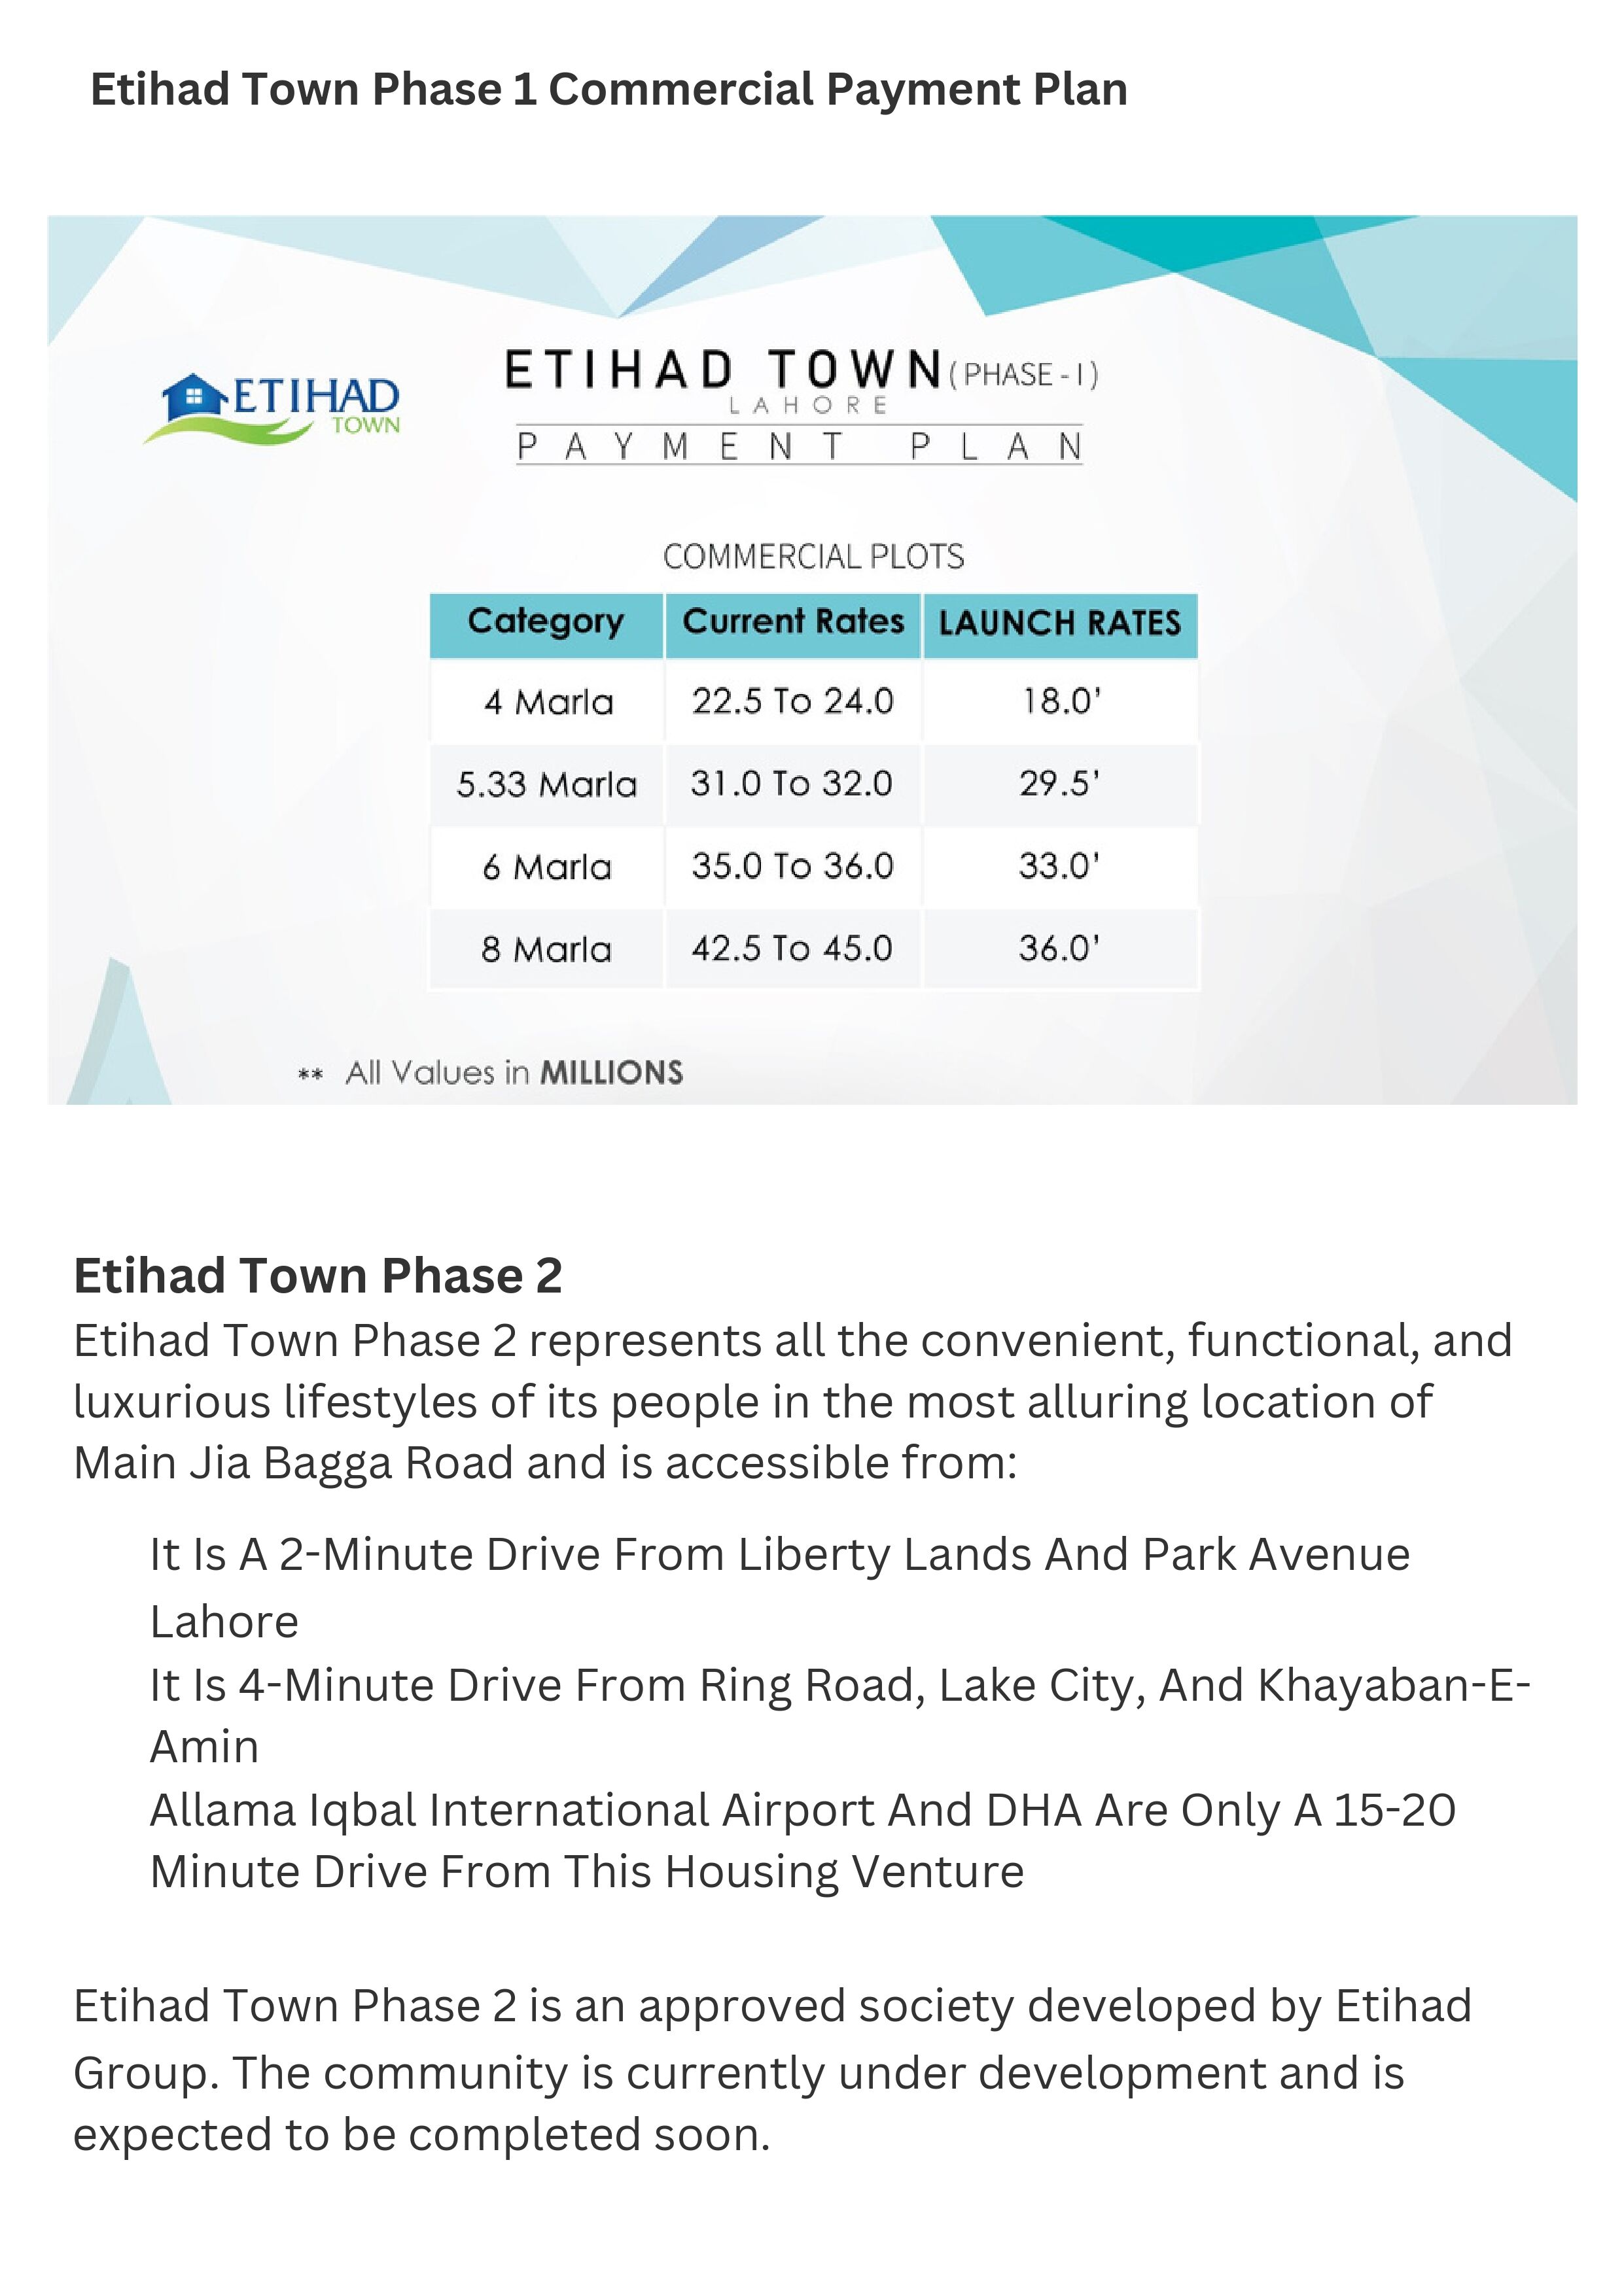 Etihad Town Phase 1 Commercial Payment Plan
ETIHAD
TOWN
ETIHAD TOWN (PHASE-I)
LAHORE
PAYMENT PLAN
COMMERCIAL PLOTS
Category Current Rates LAUNCH RATES
4 Marla 22.5 To 24.0 18.0'
5.33 Marla 31.0 To 32.0 29.5'
6 Marla 35.0 To 36.0 33.0'
8 Marla 42.5 To 45.0 36.0'
** All Values in MILLIONS
Etihad Town Phase 2
Etihad Town Phase 2 represents all the convenient, functional, and
luxurious lifestyles of its people in the most alluring location of
Main Jia Bagga Road and is accessible from:
It Is A 2-Minute Drive From Liberty Lands And Park Avenue
Lahore
It Is 4-Minute Drive From Ring Road, Lake City, And Khayaban-E-
Amin
Allama Iqbal International Airport And DHA Are Only A 15-20
Minute Drive From This Housing Venture
Etihad Town Phase 2 is an approved society developed by Etihad
Group. The community is currently under development and is
expected to be completed soon.